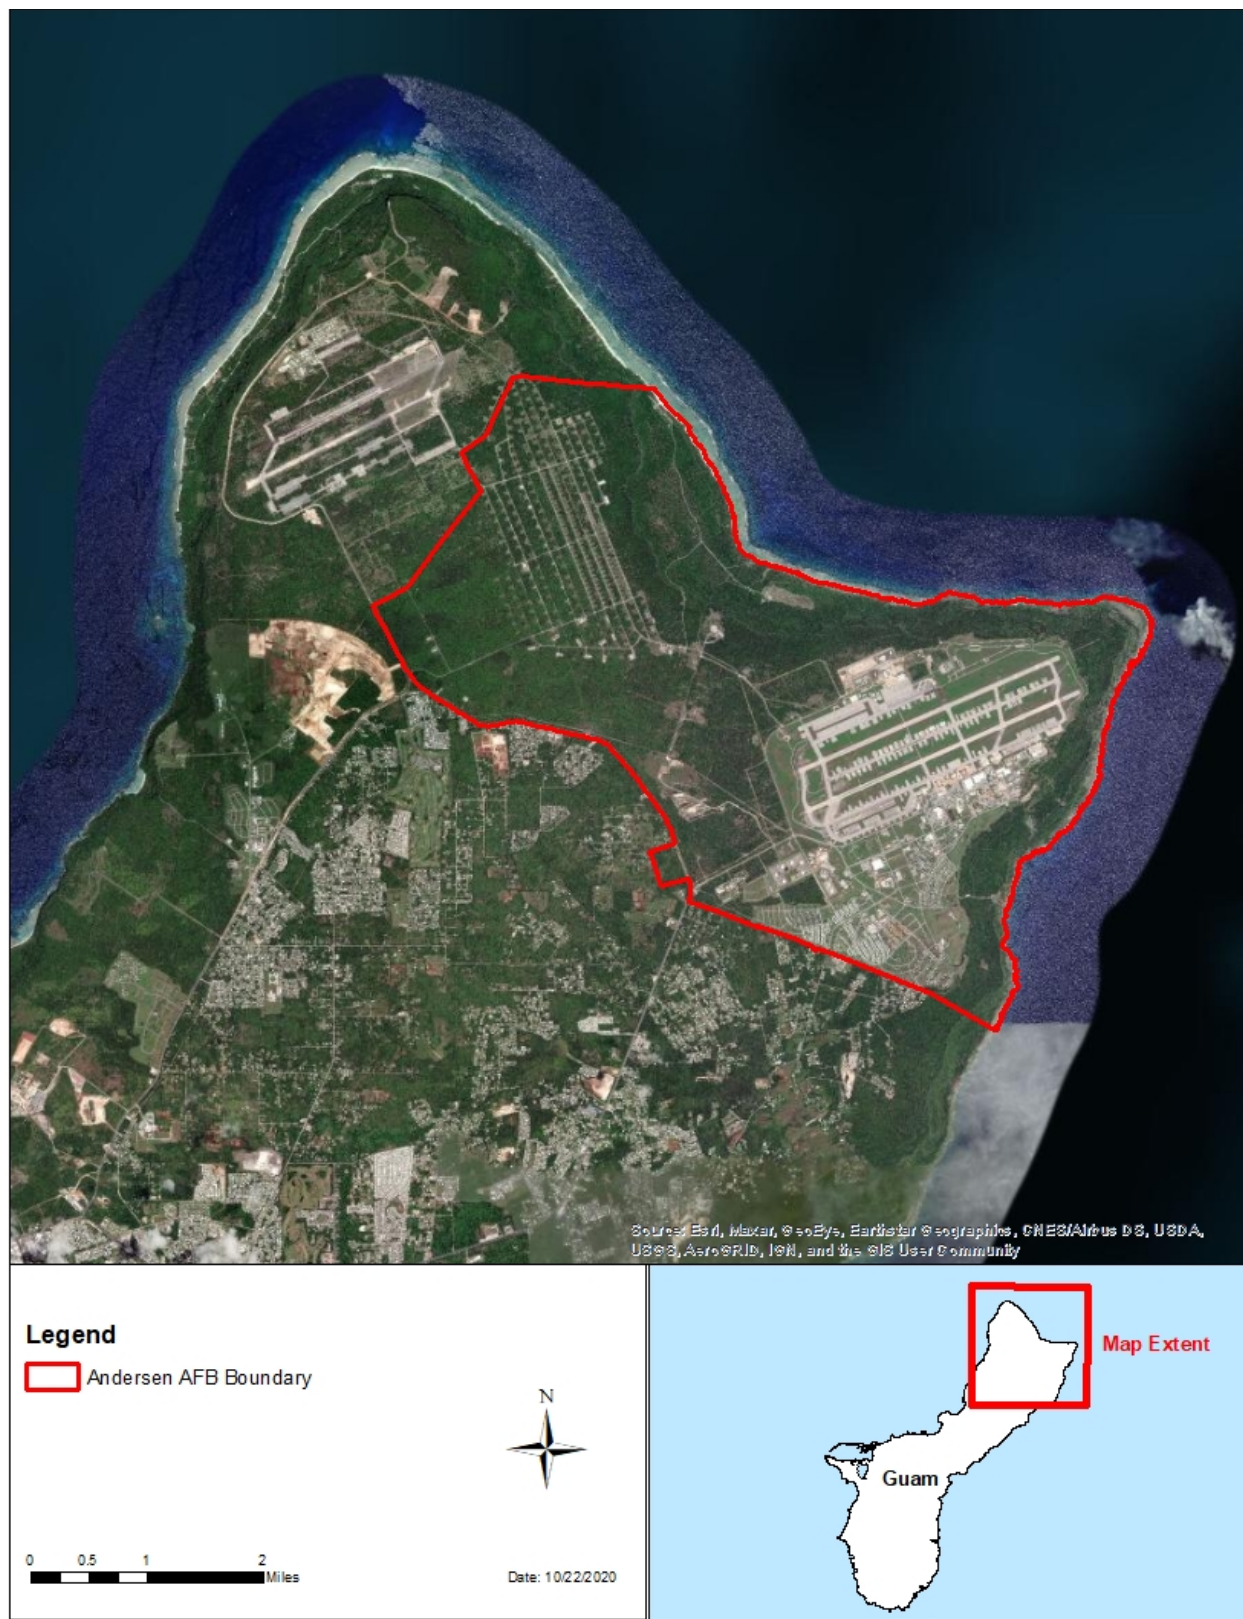 Source: Esri, Maxar, GeoEye, Earthstar Geographics, CNES/Airbus DS, USDA,
USGS, AeroGRID, IGN, and the GIS User Community
Legend
Andersen AFB Boundary
N
0 0.5 1 2
Miles
Date: 10/22/2020
Map Extent
Guam